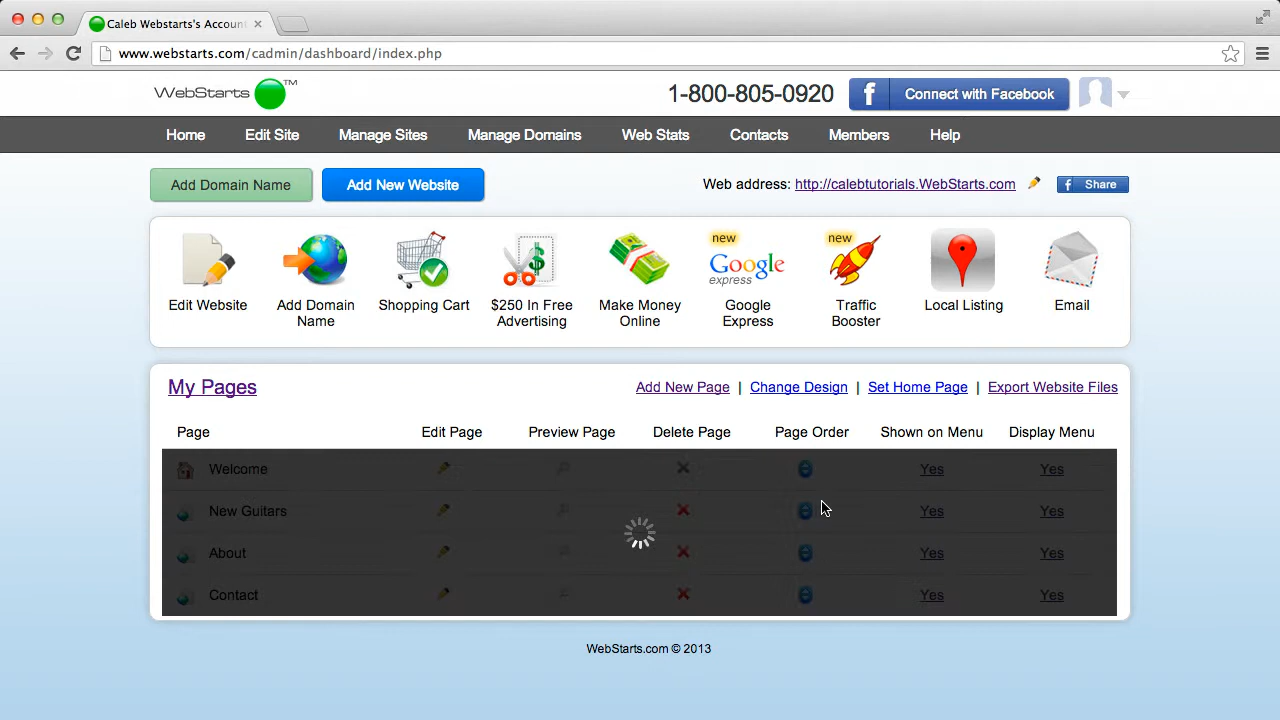 Caleb Webstarts's Account
www.webstarts.com/cadmin/dashboard/index.php
WebStarts TM 1-800-805-0920 f Connect with Facebook
Home Edit Site Manage Sites Manage Domains Web Stats Contacts Members Help
Add Domain Name Add New Website Web address: http://calebtutorials.WebStarts.com f Share
new new
Google
express
Edit Website Add Domain Name Shopping Cart $250 In Free Advertising Make Money Online Google Express Traffic Booster Local Listing Email
My Pages Add New Page | Change Design | Set Home Page | Export Website Files
Page Edit Page Preview Page Delete Page Page Order Shown on Menu Display Menu
Welcome Yes Yes
New Guitars Yes Yes
About Yes Yes
Contact Yes Yes
WebStarts.com © 2013